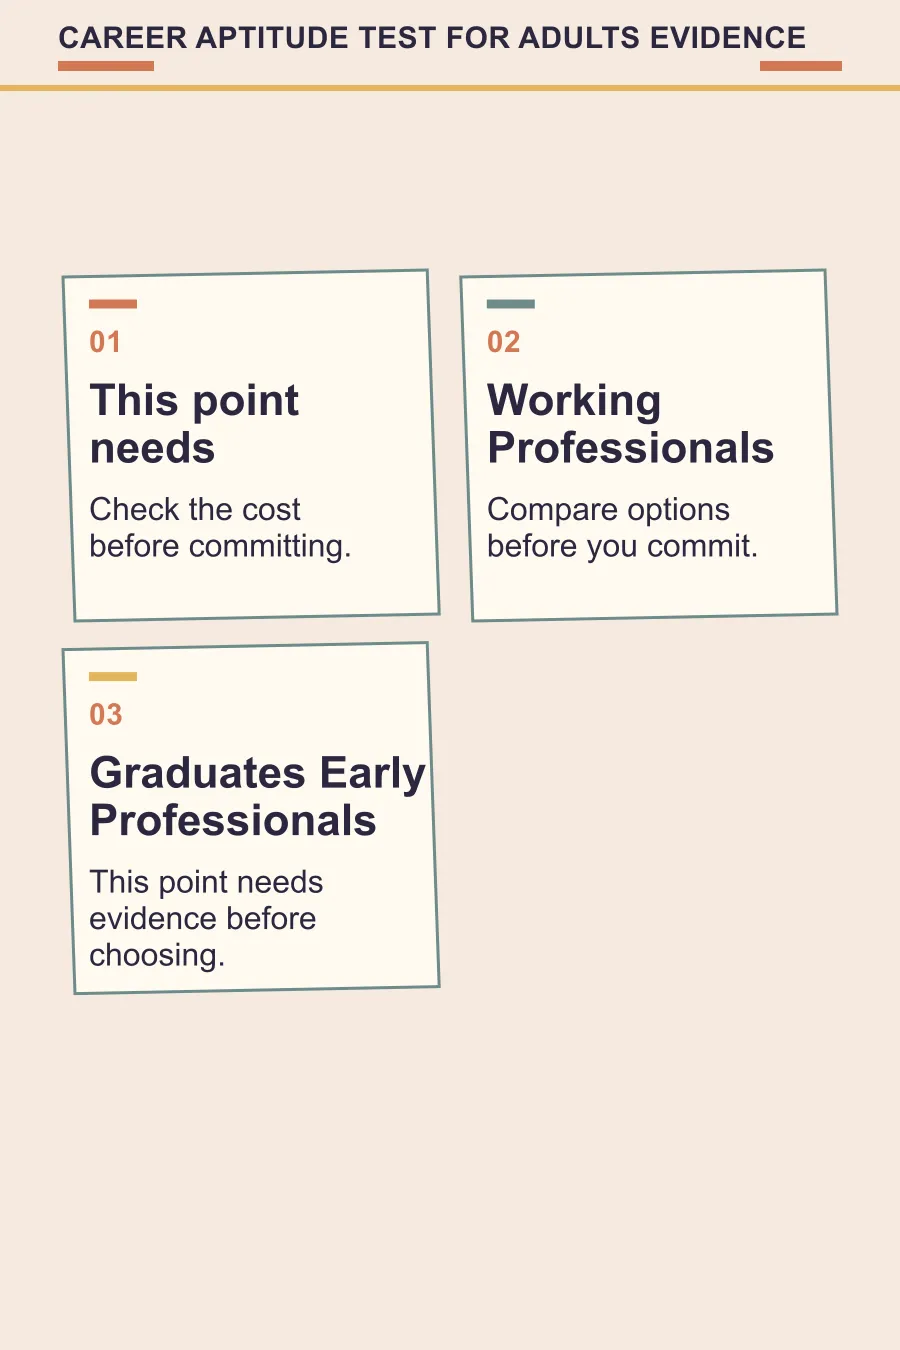 CAREER APTITUDE TEST FOR ADULTS EVIDENCE
01
This point
needs
Check the cost
before committing.
02
Working
Professionals
Compare options
before you commit.
03
Graduates Early
Professionals
This point needs
evidence before
choosing.